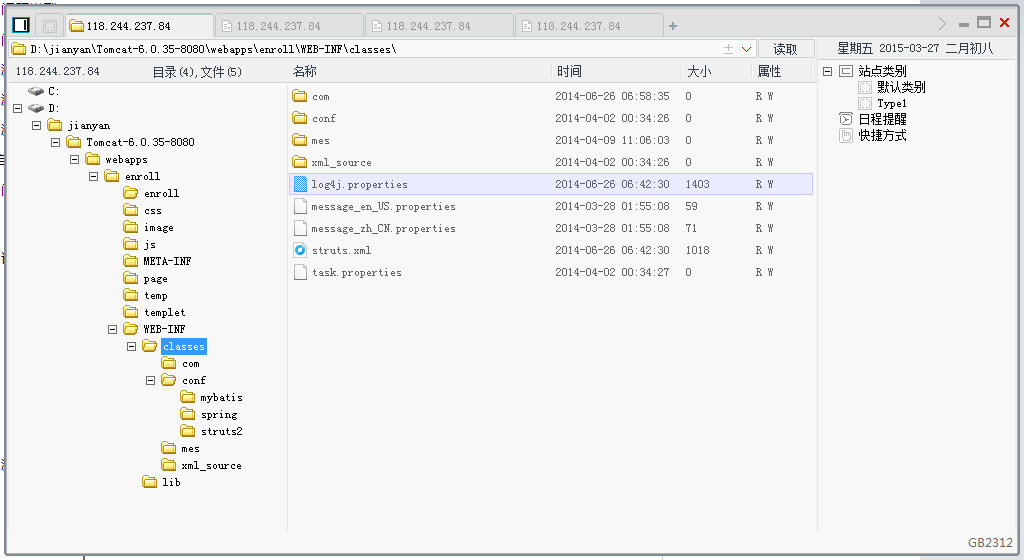 118.244.237.84 118.244.237.84 118.244.237.84 118.244.237.84 +
D:\jianyan\Tomcat-6.0.35-8080\webapps\enroll\WEB-INF\classes\ 读取 星期五 2015-03-27 二月初八
118.244.237.84 目录(4),文件(5)
C:
D:
jianyan
Tomcat-6.0.35-8080
webapps
enroll
enroll
css
image
js
META-INF
page
temp
templet
WEB-INF
classes
com
conf
mybatis
spring
struts2
mes
xml_source
lib
名称 时间 大小 属性
com 2014-06-26 06:58:35 0 R W
conf 2014-04-02 00:34:26 0 R W
mes 2014-04-09 11:06:03 0 R W
xml_source 2014-04-02 00:34:26 0 R W
log4j.properties 2014-06-26 06:42:30 1403 R W
message_en_US.properties 2014-03-28 01:55:08 59 R W
message_zh_CN.properties 2014-03-28 01:55:08 71 R W
struts.xml 2014-06-26 06:42:30 1018 R W
task.properties 2014-04-02 00:34:27 0 R W
站点类别
默认类别
Type1
日程提醒
快捷方式
GB2312